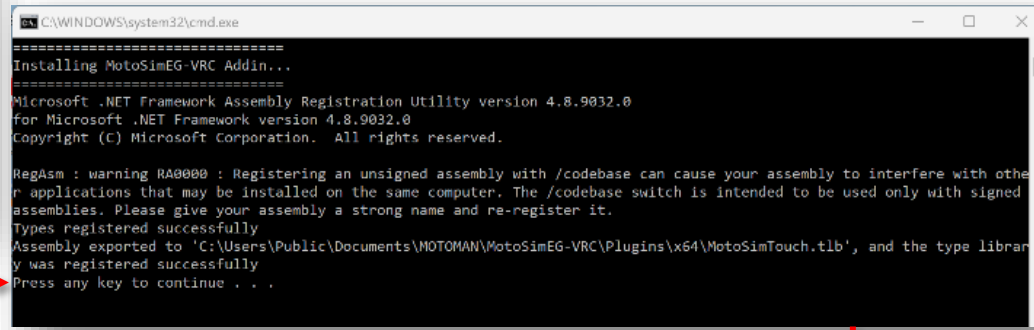 C:\WINDOWS\system32\cmd.exe
================================
Installing MotoSimEG-VRC Addin...
================================
Microsoft .NET Framework Assembly Registration Utility version 4.8.9032.0
for Microsoft .NET Framework version 4.8.9032.0
Copyright (C) Microsoft Corporation.  All rights reserved.
RegAsm : warning RA0000 : Registering an unsigned assembly with /codebase can cause your assembly to interfere with othe
r applications that may be installed on the same computer. The /codebase switch is intended to be used only with signed
assemblies. Please give your assembly a strong name and re-register it.
Types registered successfully
Assembly exported to 'C:\Users\Public\Documents\MOTOMAN\MotoSimEG-VRC\Plugins\x64\MotoSimTouch.tlb', and the type librar
y was registered successfully
Press any key to continue . . .